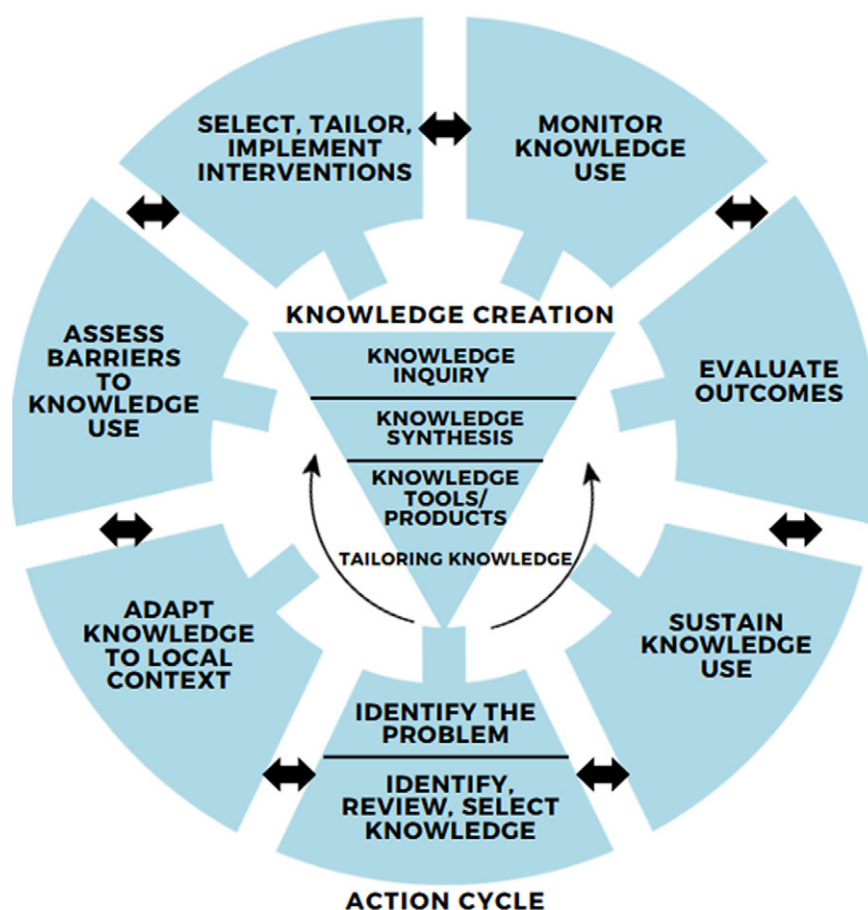 SELECT, TAILOR,
IMPLEMENT
INTERVENTIONS
MONITOR
KNOWLEDGE
USE
ASSESS
BARRIERS
TO
KNOWLEDGE
USE
KNOWLEDGE CREATION
KNOWLEDGE
INQUIRY
KNOWLEDGE
SYNTHESIS
KNOWLEDGE
TOOLS/
PRODUCTS
TAILORING KNOWLEDGE
EVALUATE
OUTCOMES
ADAPT
KNOWLEDGE
TO LOCAL
CONTEXT
SUSTAIN
KNOWLEDGE
USE
IDENTIFY THE
PROBLEM
IDENTIFY,
REVIEW, SELECT
KNOWLEDGE
ACTION CYCLE